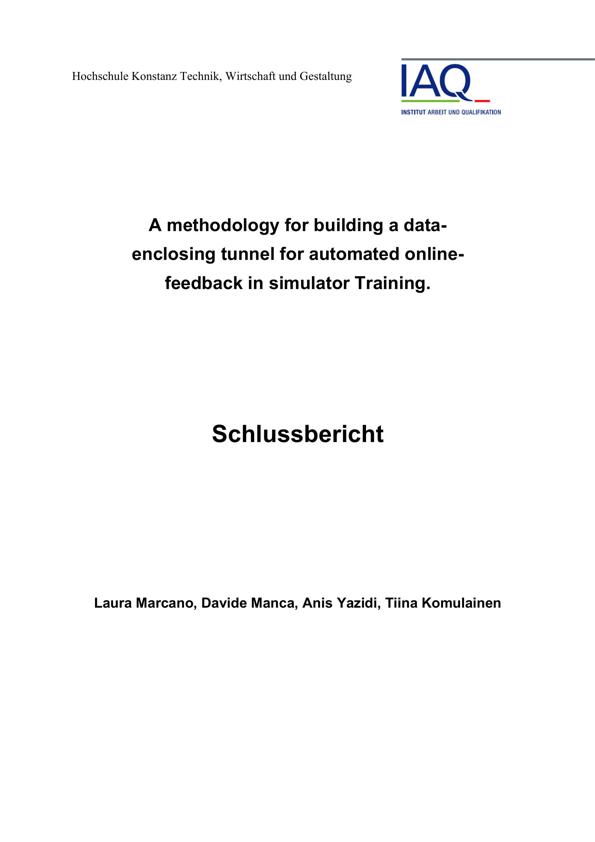 Hochschule Konstanz Technik, Wirtschaft und Gestaltung
IAQ
INSTITUT ARBEIT UND QUALIFIKATION
A methodology for building a data-
enclosing tunnel for automated online-
feedback in simulator Training.
Schlussbericht
Laura Marcano, Davide Manca, Anis Yazidi, Tiina Komulainen